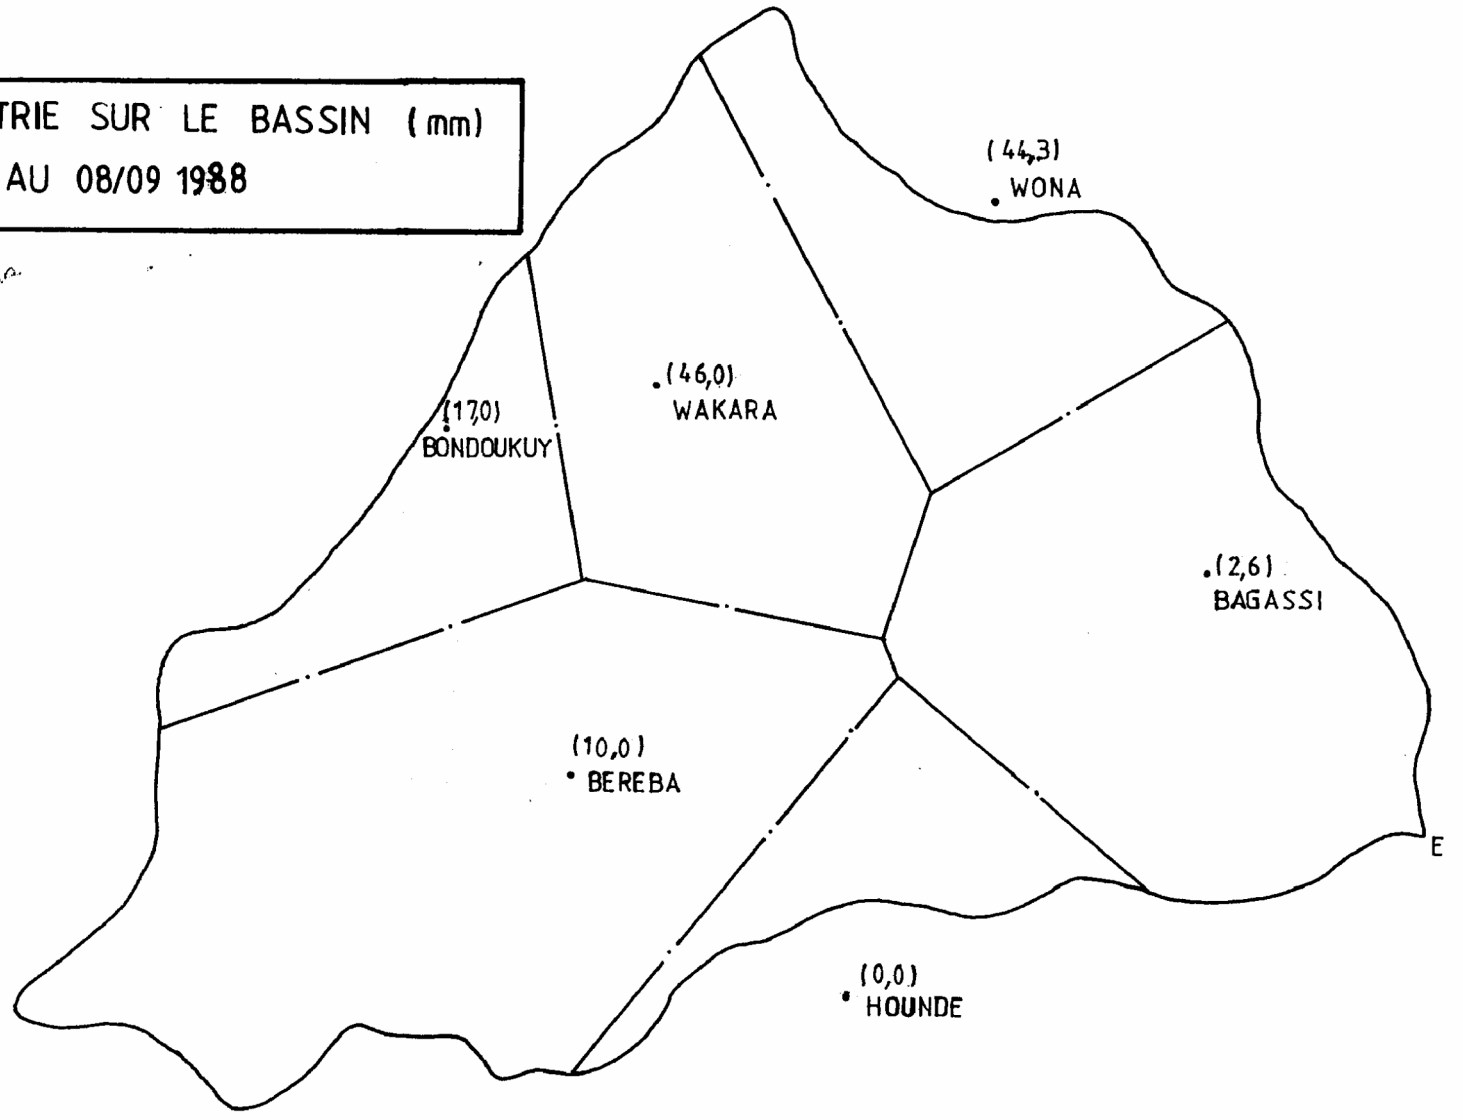 TRIE SUR LE BASSIN (mm)
AU 08/09 1988
(44,3)
WONA
(46,0)
WAKARA
(17,0)
BONDOUKUY
(2,6)
BAGASSI
(10,0)
BEREBA
E
(0,0)
HOUNDE